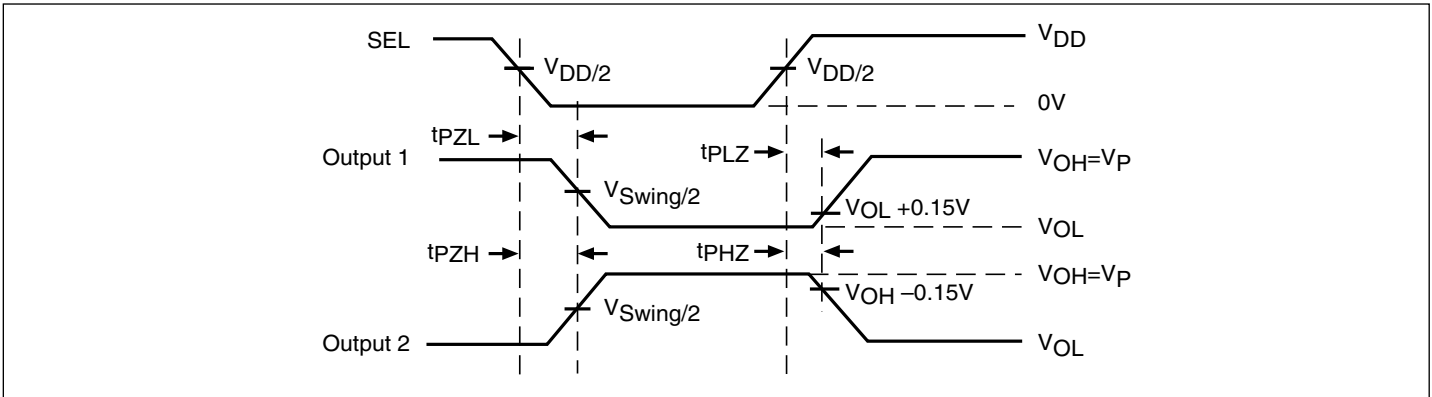 SEL
VDD
VDD/2
VDD/2
0V
tPZL
tPLZ
Output 1
VOH=VP
VSwing/2
VOL +0.15V
VOL
tPZH
tPHZ
VOH=VP
VOH –0.15V
VSwing/2
Output 2
VOL